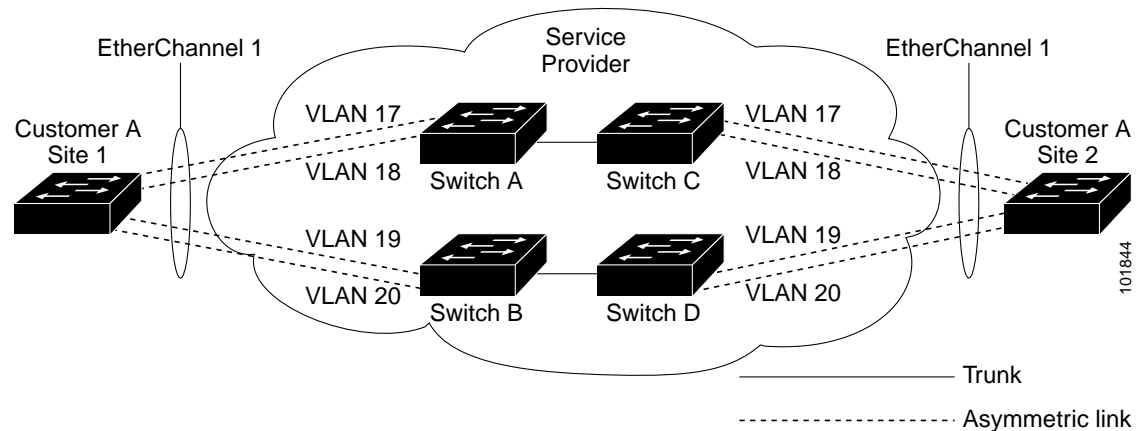 EtherChannel 1
Service
Provider
EtherChannel 1
Customer A
Site 1
VLAN 17
VLAN 18
Switch A
Switch C
VLAN 17
VLAN 18
Customer A
Site 2
VLAN 19
VLAN 20
Switch B
Switch D
VLAN 19
VLAN 20
101844
Trunk
Asymmetric link